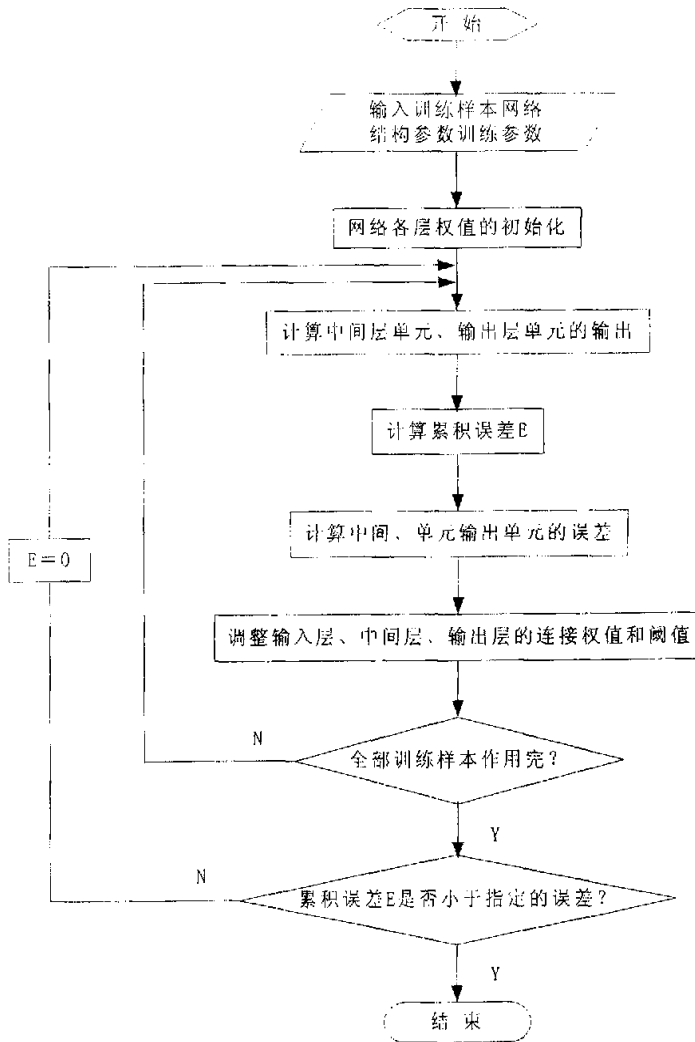 开 始
输入训练样本网络
结构参数训练参数
网络各层权值的初始化
计算中间层单元、输出层单元的输出
计算累积误差E
计算中间、单元输出单元的误差
E=0
调整输入层、中间层、输出层的连接权值和阈值
N
全部训练样本作用完?
Y
N
累积误差E是否小于指定的误差?
Y
结 束